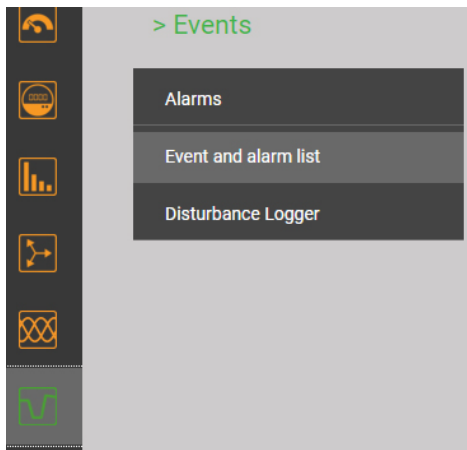 > Events
Alarms
Event and alarm list
Disturbance Logger